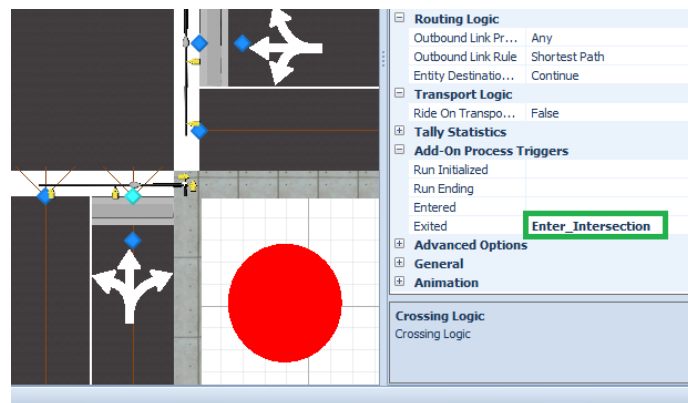 Routing Logic
Outbound Link Pr... Any
Outbound Link Rule Shortest Path
Entity Destinatio... Continue
Transport Logic
Ride On Transpo... False
Tally Statistics
Add-On Process Triggers
Run Initialized
Run Ending
Entered
Exited Enter_Intersection
Advanced Options
General
Animation
Crossing Logic
Crossing Logic